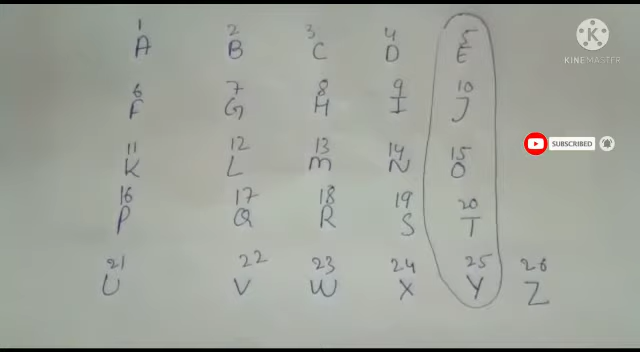 1 2 3 4 5
A B C D E
6 7 8 9 10
F G H I J
11 12 13 14 15
K L M N O
16 17 18 19 20
P Q R S T
21 22 23 24 25 26
U V W X Y Z
K
KINEMASTER
SUBSCRIBED